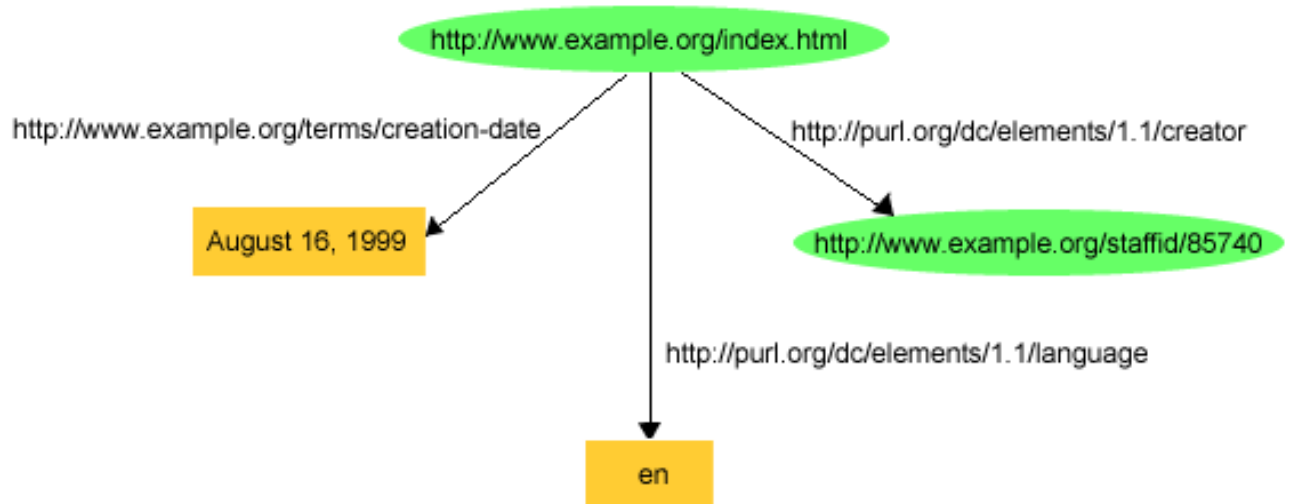 http://www.example.org/index.html
http://www.example.org/terms/creation-date
http://purl.org/dc/elements/1.1/creator
August 16, 1999
http://www.example.org/staffid/85740
http://purl.org/dc/elements/1.1/language
en